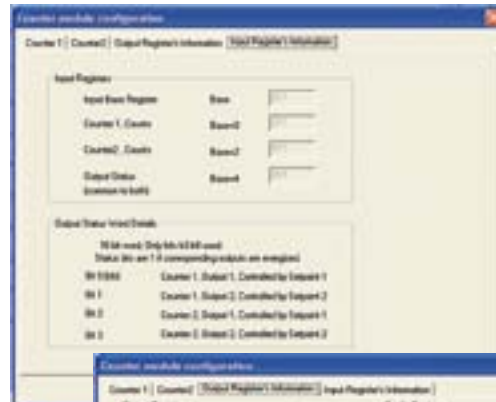 Counter module configuration
Counter 1 Counter2 Output Register's Information Input Register's Information
Input Registers
Input Base Register Base
Counter 1, Counts Base+0
Counter2, Counts Base+2
Output Status Base+4
(common to both)
Output Status Word Details
16 bit word, Only bits used
Status bits are 1 if corresponding outputs are energized
Bit Counter 1, Output 1, Controlled by Setpoint-1
Bit 1 Counter 1, Output 2, Controlled by Setpoint-2
Bit 2 Counter 2, Output 1, Controlled by Setpoint-1
Bit 3 Counter 2, Output 2, Controlled by Setpoint-2
Counter module configuration
Counter 1 Counter2 Output Register's Information Input Register's Information